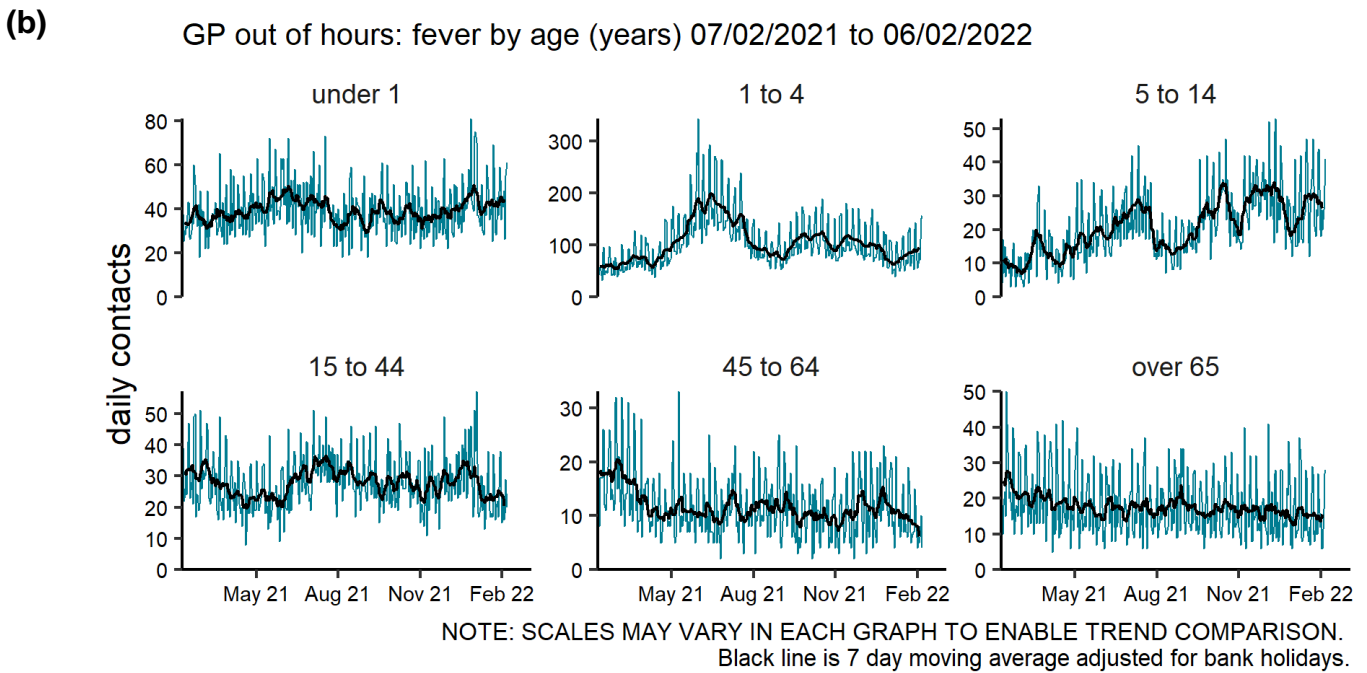 (b)
GP out of hours: fever by age (years) 07/02/2021 to 06/02/2022
daily contacts
under 1
80
60
40
20
0
1 to 4
300
200
100
0
5 to 14
50
40
30
20
10
0
15 to 44
50
40
30
20
10
0
May 21 Aug 21 Nov 21 Feb 22
45 to 64
30
20
10
0
May 21 Aug 21 Nov 21 Feb 22
over 65
50
40
30
20
10
0
May 21 Aug 21 Nov 21 Feb 22
NOTE: SCALES MAY VARY IN EACH GRAPH TO ENABLE TREND COMPARISON.
Black line is 7 day moving average adjusted for bank holidays.